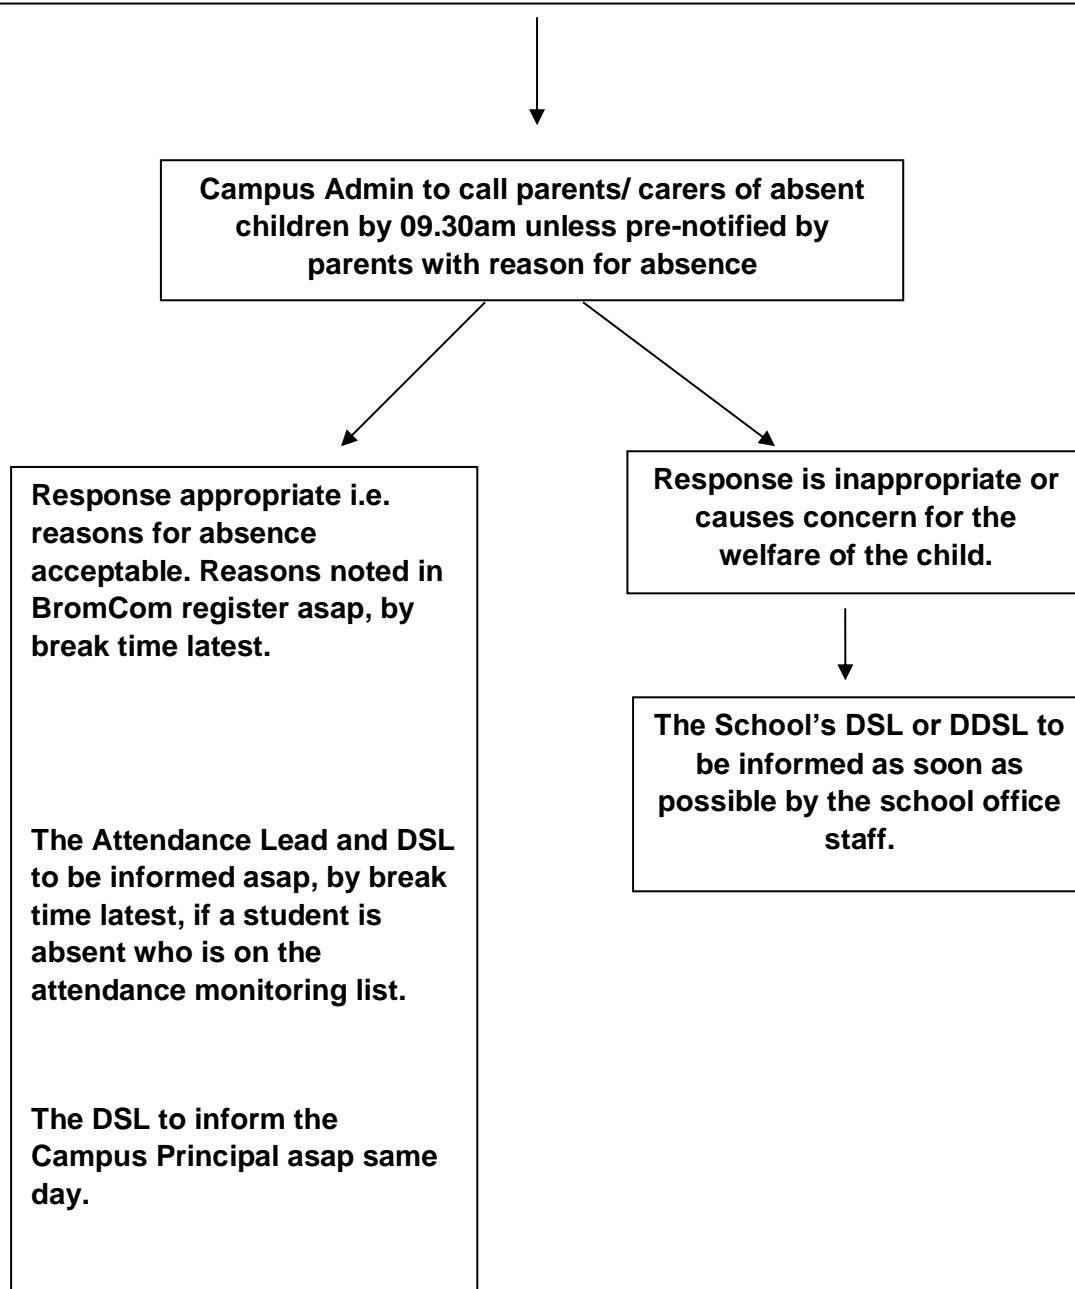 Campus Admin to call parents/ carers of absent
children by 09.30am unless pre-notified by
parents with reason for absence
Response appropriate i.e.
reasons for absence
acceptable. Reasons noted in
BromCom register asap, by
break time latest.
The Attendance Lead and DSL
to be informed asap, by break
time latest, if a student is
absent who is on the
attendance monitoring list.
The DSL to inform the
Campus Principal asap same
day.
Response is inappropriate or
causes concern for the
welfare of the child.
The School’s DSL or DDSL to
be informed as soon as
possible by the school office
staff.